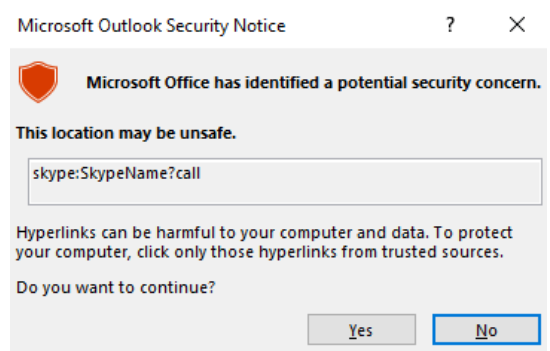 Microsoft Outlook Security Notice ? ×
Microsoft Office has identified a potential security concern.
This location may be unsafe.
skype:SkypeName?call
Hyperlinks can be harmful to your computer and data. To protect
your computer, click only those hyperlinks from trusted sources.
Do you want to continue?
Yes No